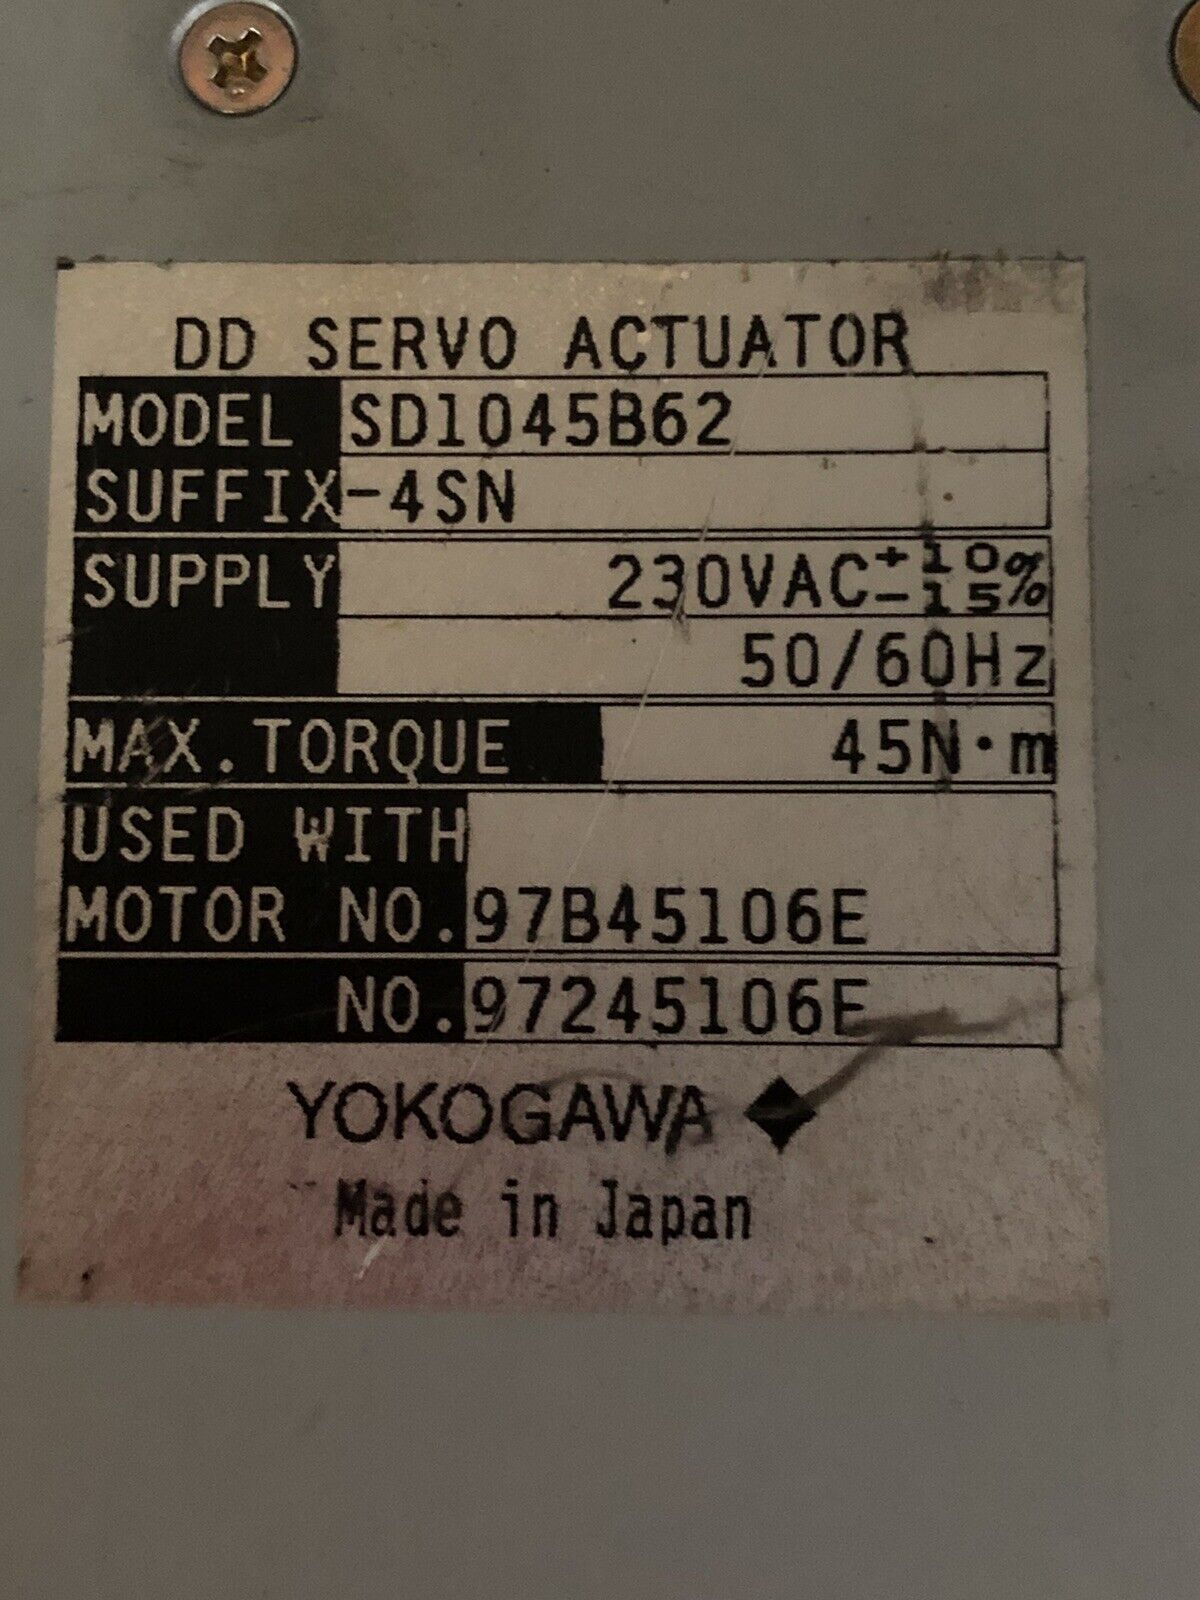 DD SERVO ACTUATOR
MODEL SD1045B62
SUFFIX -4SN
SUPPLY 230VAC +10 -15 %
50/60Hz
MAX.TORQUE 45N·m
USED WITH
MOTOR NO. 97B45106E
NO. 97245106E
YOKOGAWA ◆
Made in Japan